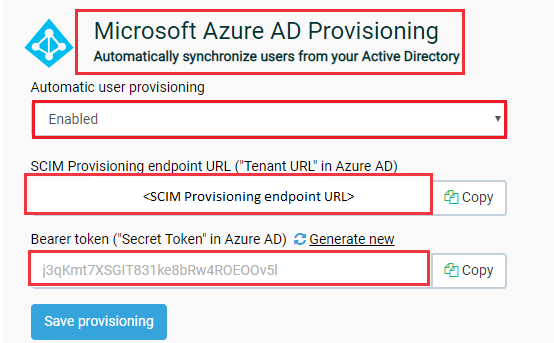 Microsoft Azure AD Provisioning
Automatically synchronize users from your Active Directory
Automatic user provisioning
Enabled
SCIM Provisioning endpoint URL ("Tenant URL" in Azure AD)
<SCIM Provisioning endpoint URL> Copy
Bearer token ("Secret Token" in Azure AD) Generate new
j3qKmt7XSGIT831ke8bRw4ROEOOv5l Copy
Save provisioning